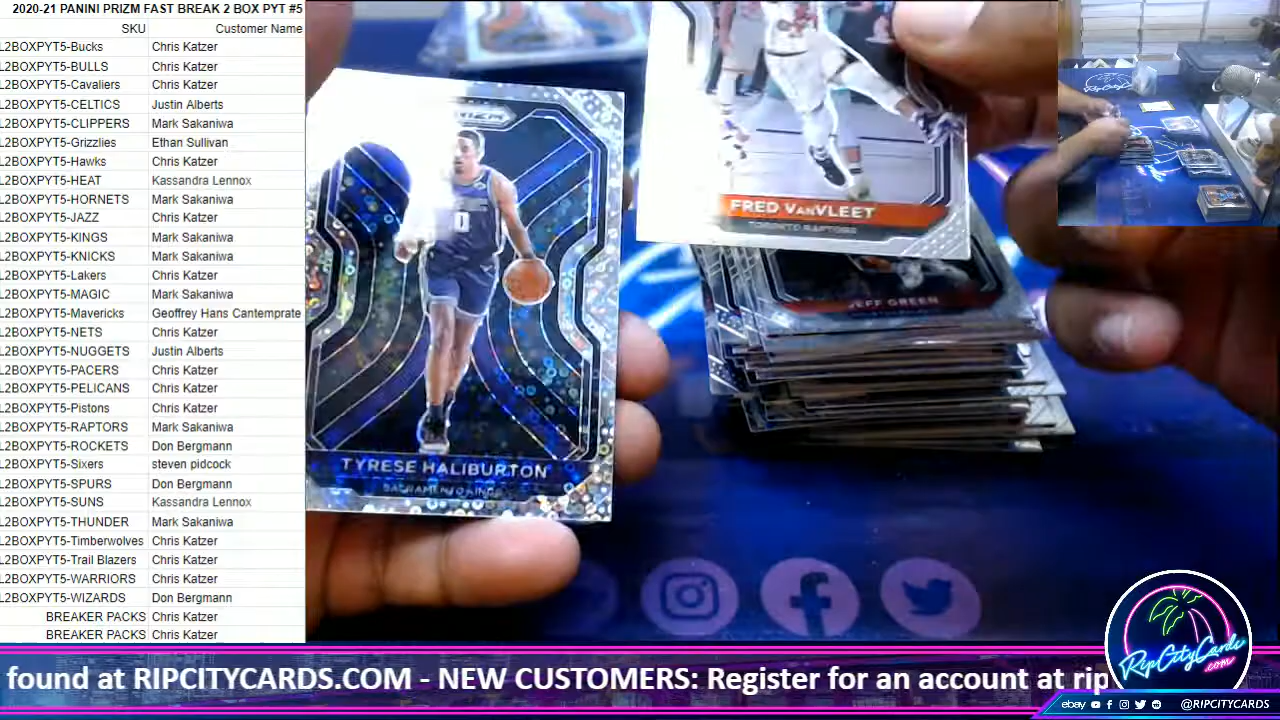 2020-21 PANINI PRIZM FAST BREAK 2 BOX PYT #5
SKU Customer Name
L2BOXPYT5-Bucks Chris Katzer
L2BOXPYT5-BULLS Chris Katzer
L2BOXPYT5-Cavaliers Chris Katzer
L2BOXPYT5-CELTICS Justin Alberts
L2BOXPYT5-CLIPPERS Mark Sakaniwa
L2BOXPYT5-Grizzlies Ethan Sullivan
L2BOXPYT5-Hawks Chris Katzer
L2BOXPYT5-HEAT Kassandra Lennox
L2BOXPYT5-HORNETS Mark Sakaniwa
L2BOXPYT5-JAZZ Chris Katzer
L2BOXPYT5-KINGS Mark Sakaniwa
L2BOXPYT5-KNICKS Mark Sakaniwa
L2BOXPYT5-Lakers Chris Katzer
L2BOXPYT5-MAGIC Mark Sakaniwa
L2BOXPYT5-Mavericks Geoffrey Hans Cantemprate
L2BOXPYT5-NETS Chris Katzer
L2BOXPYT5-NUGGETS Justin Alberts
L2BOXPYT5-PACERS Chris Katzer
L2BOXPYT5-PELICANS Chris Katzer
L2BOXPYT5-Pistons Chris Katzer
L2BOXPYT5-RAPTORS Mark Sakaniwa
L2BOXPYT5-ROCKETS Don Bergmann
L2BOXPYT5-Sixers steven pidcock
L2BOXPYT5-SPURS Don Bergmann
L2BOXPYT5-SUNS Kassandra Lennox
L2BOXPYT5-THUNDER Mark Sakaniwa
L2BOXPYT5-Timberwolves Chris Katzer
L2BOXPYT5-Trail Blazers Chris Katzer
L2BOXPYT5-WARRIORS Chris Katzer
L2BOXPYT5-WIZARDS Don Bergmann
BREAKER PACKS Chris Katzer
BREAKER PACKS Chris Katzer
FRED VANVLEET
TORONTO RAPTORS
JEFF GREEN
TYRESE HALIBURTON
SACRAMENTO KINGS
found at RIPCITYCARDS.COM - NEW CUSTOMERS: Register for an account at rip
RipCityCards
.com
ebay @RIPCITYCARDS